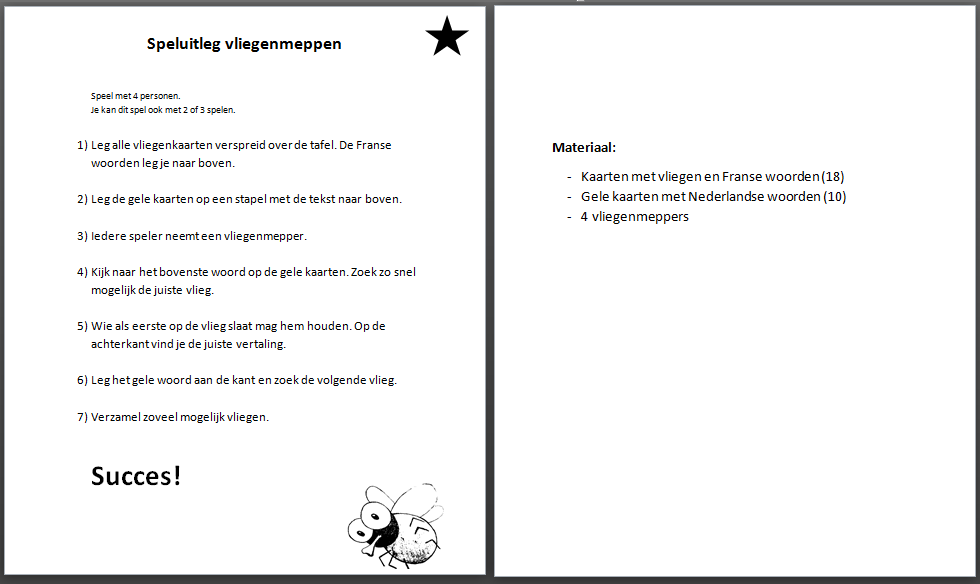 Speluitleg vliegenmeppen
Speel met 4 personen.
Je kan dit spel ook met 2 of 3 spelen.
1) Leg alle vliegenkaarten verspreid over de tafel. De Franse
woorden leg je naar boven.
2) Leg de gele kaarten op een stapel met de tekst naar boven.
3) Iedere speler neemt een vliegenmepper.
4) Kijk naar het bovenste woord op de gele kaarten. Zoek zo snel
mogelijk de juiste vlieg.
5) Wie als eerste op de vlieg slaat mag hem houden. Op de
achterkant vind je de juiste vertaling.
6) Leg het gele woord aan de kant en zoek de volgende vlieg.
7) Verzamel zoveel mogelijk vliegen.
Succes!
Materiaal:
- Kaarten met vliegen en Franse woorden (18)
- Gele kaarten met Nederlandse woorden (10)
- 4 vliegenmeppers